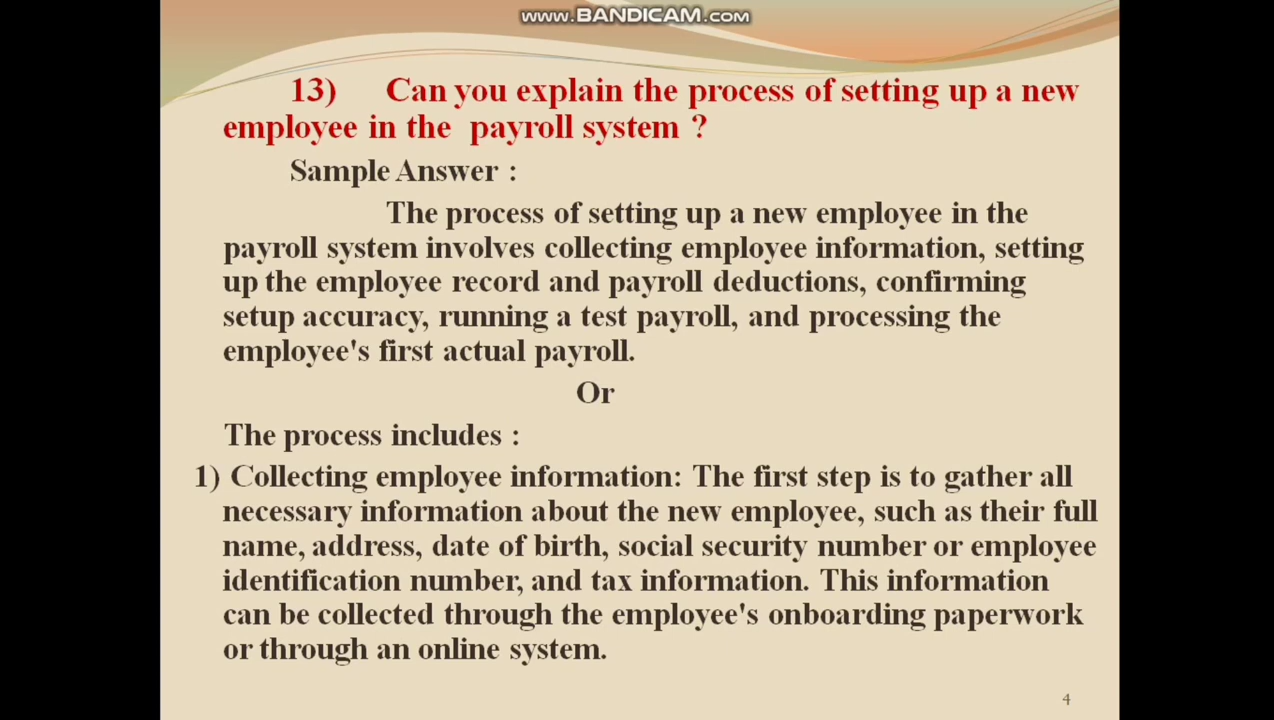 www.BANDICAM.com
13) Can you explain the process of setting up a new
employee in the payroll system ?
Sample Answer :
The process of setting up a new employee in the
payroll system involves collecting employee information, setting
up the employee record and payroll deductions, confirming
setup accuracy, running a test payroll, and processing the
employee's first actual payroll.
Or
The process includes :
1) Collecting employee information: The first step is to gather all
necessary information about the new employee, such as their full
name, address, date of birth, social security number or employee
identification number, and tax information. This information
can be collected through the employee's onboarding paperwork
or through an online system.
4